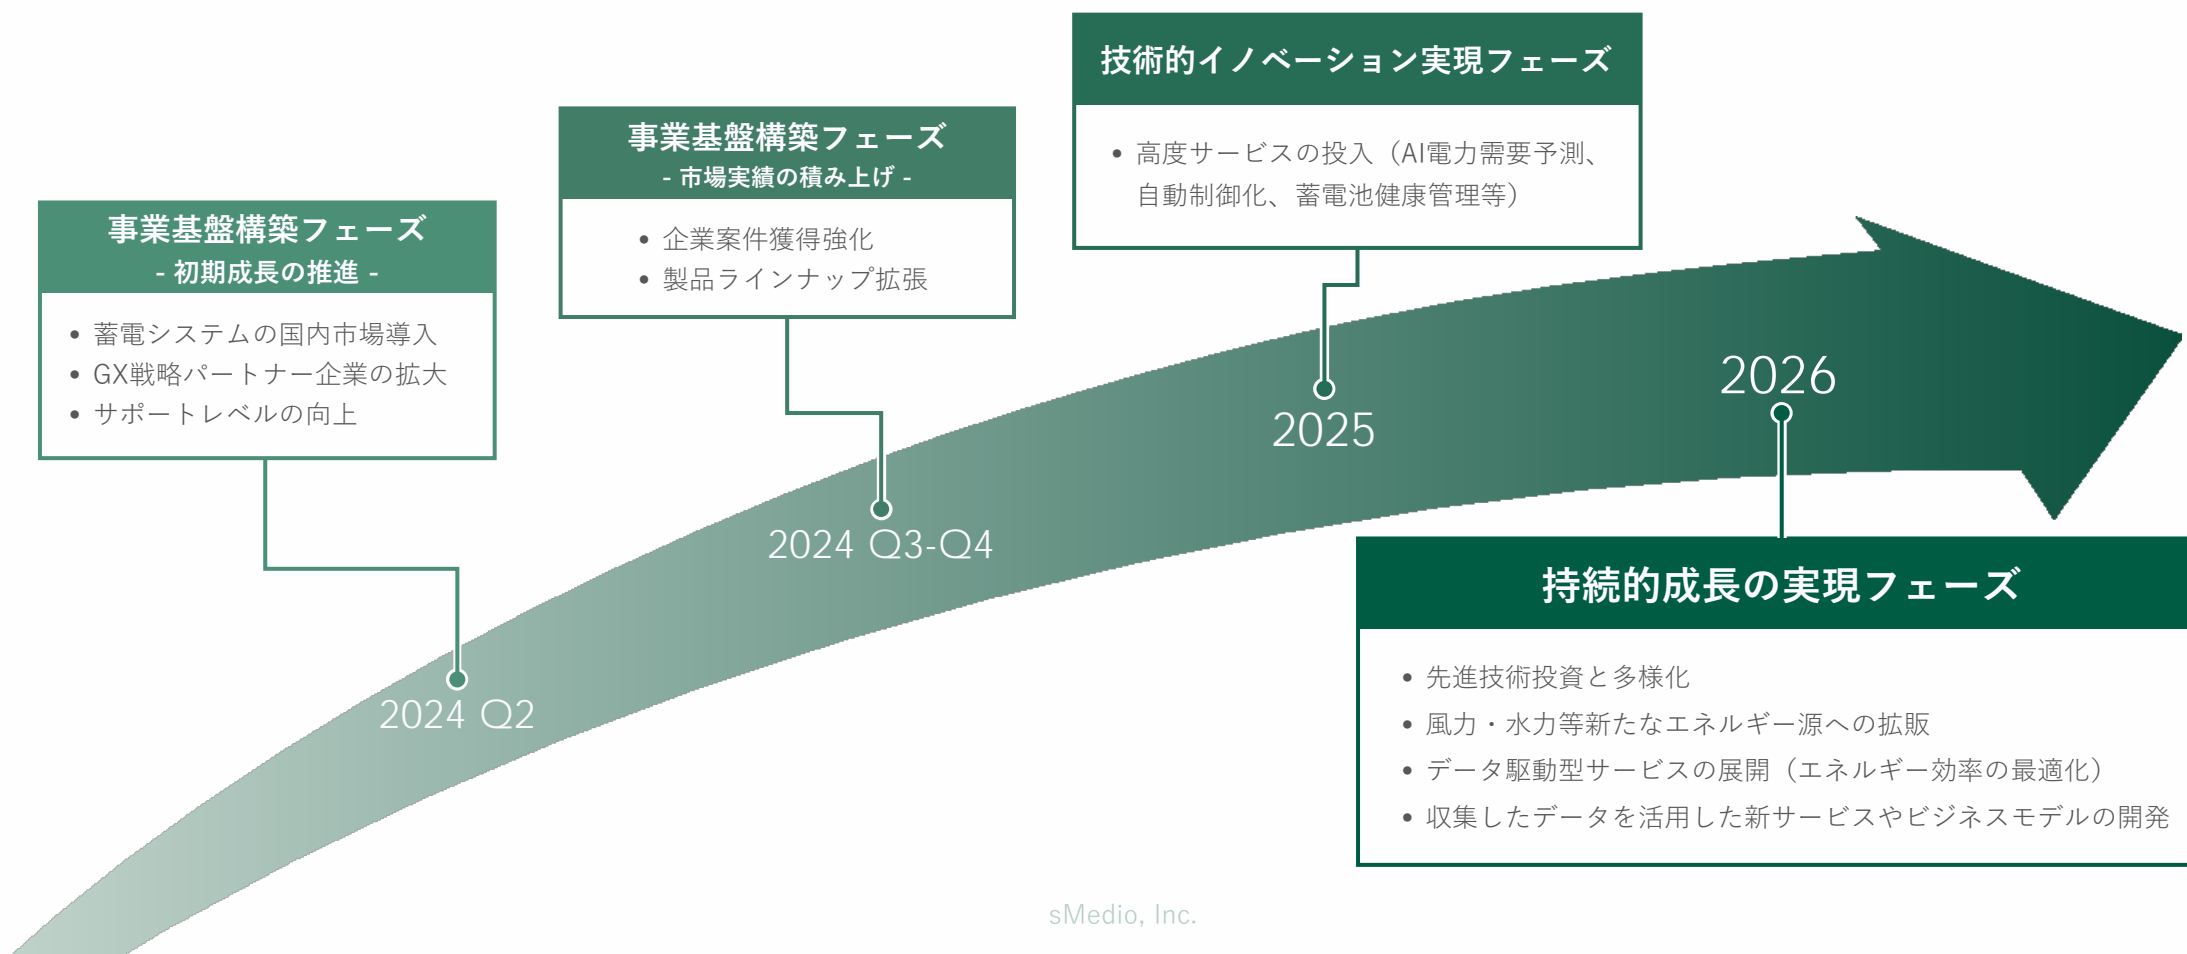 事業基盤構築フェーズ
- 初期成長の推進 -
• 蓄電システムの国内市場導入
• GX戦略パートナー企業の拡大
• サポートレベルの向上
2024 Q2
事業基盤構築フェーズ
- 市場実績の積み上げ -
• 企業案件獲得強化
• 製品ラインナップ拡張
2024 Q3-Q4
技術的イノベーション実現フェーズ
• 高度サービスの投入（AI電力需要予測、
自動制御化、蓄電池健康管理等）
2025
2026
持続的成長の実現フェーズ
• 先進技術投資と多様化
• 風力・水力等新たなエネルギー源への拡販
• データ駆動型サービスの展開（エネルギー効率の最適化）
• 収集したデータを活用した新サービスやビジネスモデルの開発
sMedio, Inc.